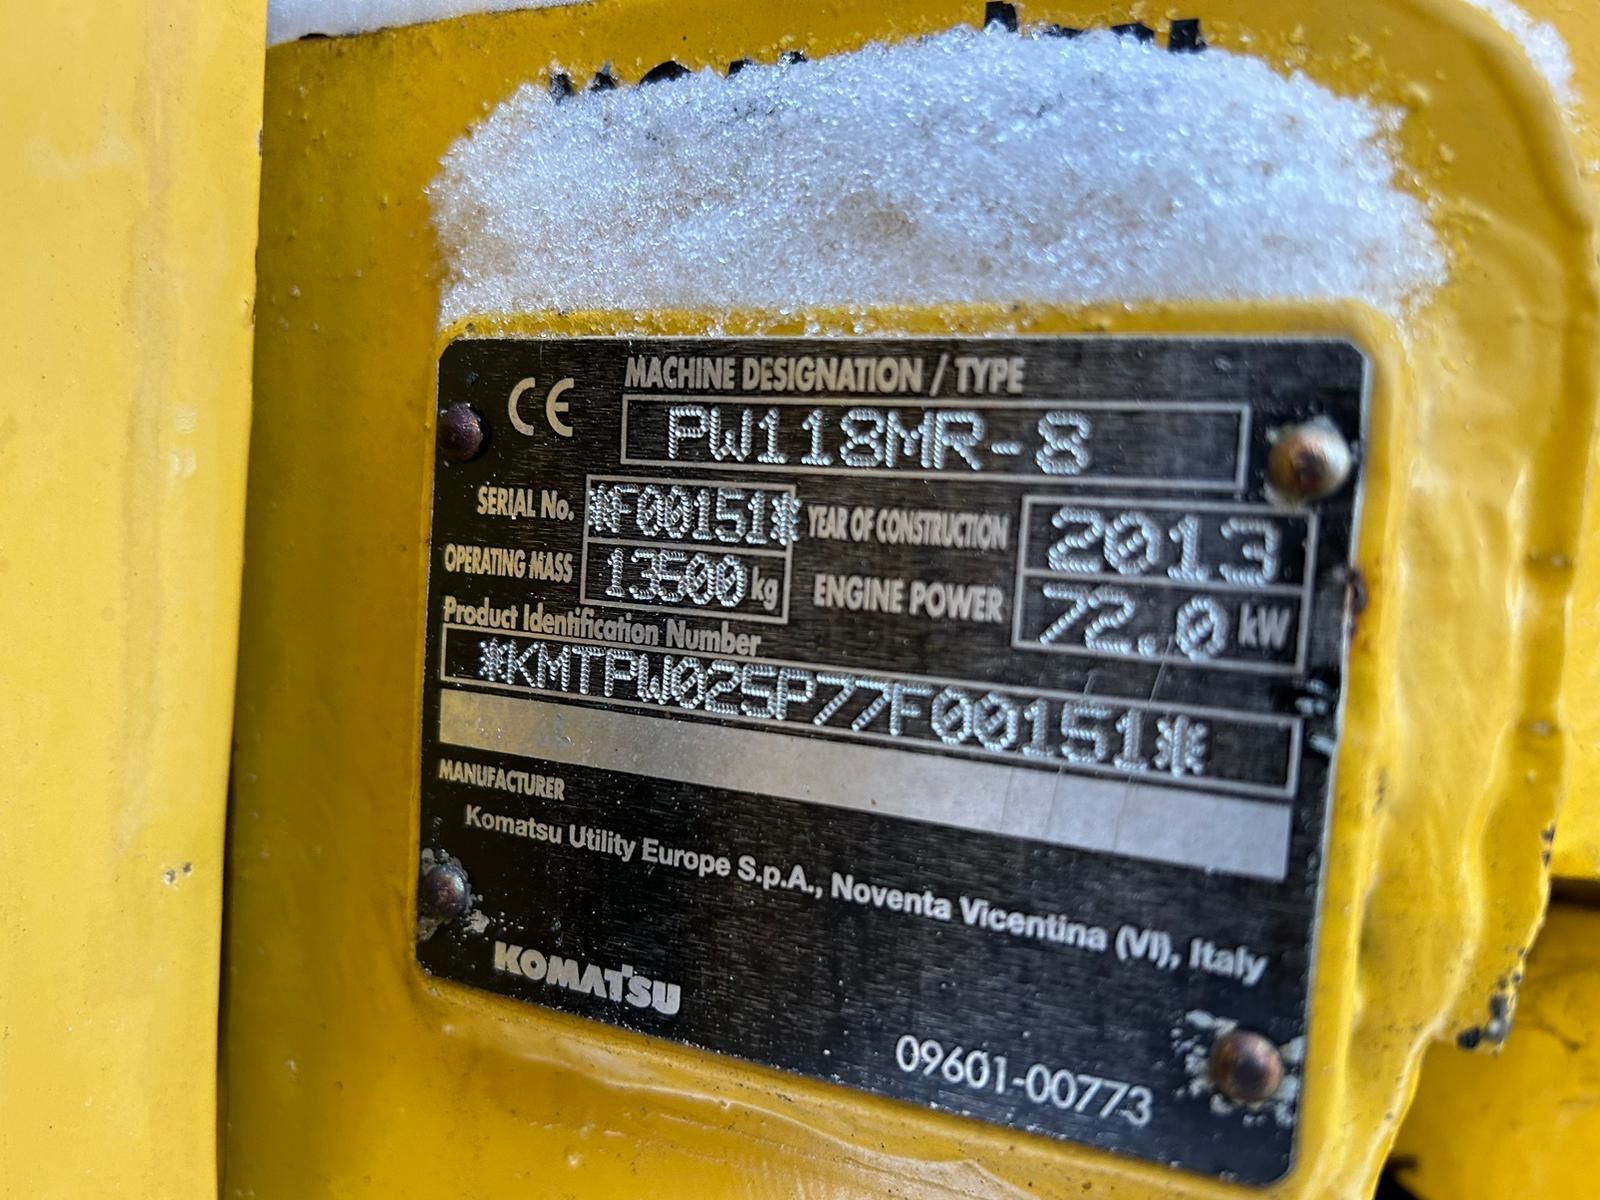 CE
MACHINE DESIGNATION / TYPE
PW118MR-8
SERIAL No. *F00151* YEAR OF CONSTRUCTION 2013
OPERATING MASS 13500 kg ENGINE POWER 72.0 kW
Product Identification Number
*KMTPW025P77F00151*
MANUFACTURER
Komatsu Utility Europe S.p.A., Noventa Vicentina (VI), Italy
KOMATSU
09601-00773